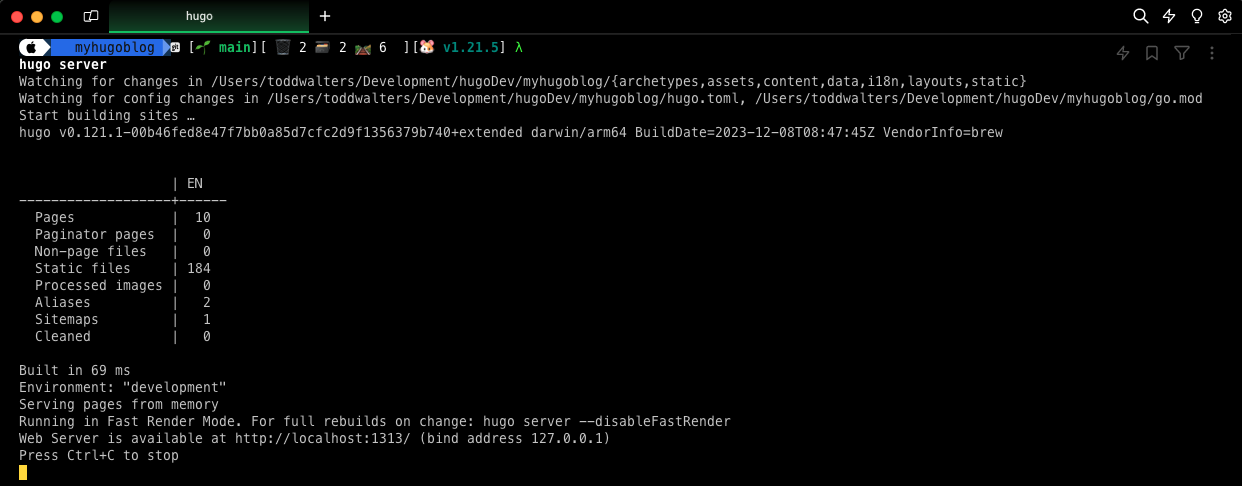 hugo
myhugoblog [ main][ 2 2 6 ][ v1.21.5] λ
hugo server
Watching for changes in /Users/toddwalters/Development/hugoDev/myhugoblog/{archetypes,assets,content,data,i18n,layouts,static}
Watching for config changes in /Users/toddwalters/Development/hugoDev/myhugoblog/hugo.toml, /Users/toddwalters/Development/hugoDev/myhugoblog/go.mod
Start building sites …
hugo v0.121.1-00b46fed8e47f7bb0a85d7cfc2d9f1356379b740+extended darwin/arm64 BuildDate=2023-12-08T08:47:45Z VendorInfo=brew
| EN
-------------------+------
Pages | 10
Paginator pages | 0
Non-page files | 0
Static files | 184
Processed images | 0
Aliases | 2
Sitemaps | 1
Cleaned | 0
Built in 69 ms
Environment: "development"
Serving pages from memory
Running in Fast Render Mode. For full rebuilds on change: hugo server --disableFastRender
Web Server is available at http://localhost:1313/ (bind address 127.0.0.1)
Press Ctrl+C to stop